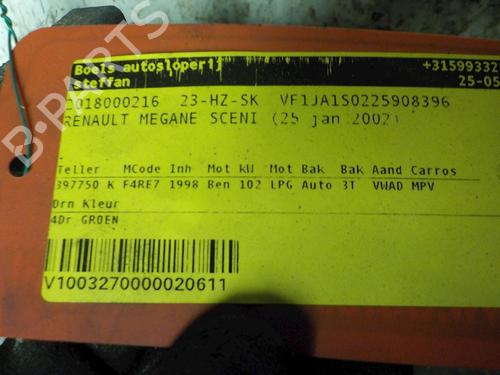 Boels autosloperij
+31599332
steffan
25-05
2018000216 23-HZ-SK VF1JA1S0225908396
RENAULT MEGANE SCENI (25 jan 2002)
Teller MCode Inh Mot kW Mot Bak Bak Aand Carros
397750 K F4RE7 1998 Ben 102 LPG Auto 3T VWAD MPV
Drn Kleur
4Dr GROEN
V1003270000020611
B-PARTS